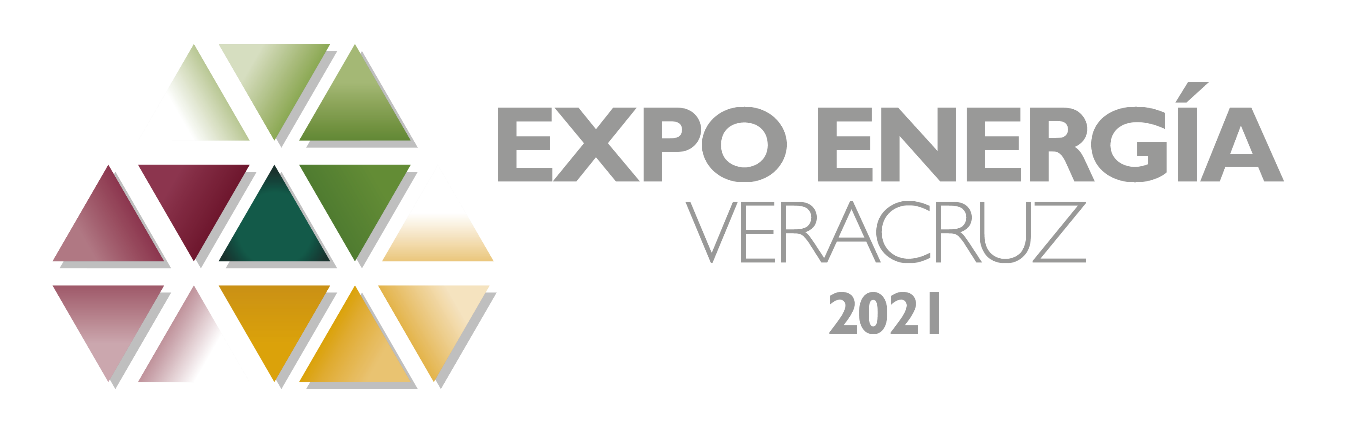 EXPO ENERGÍA
VERACRUZ
2021